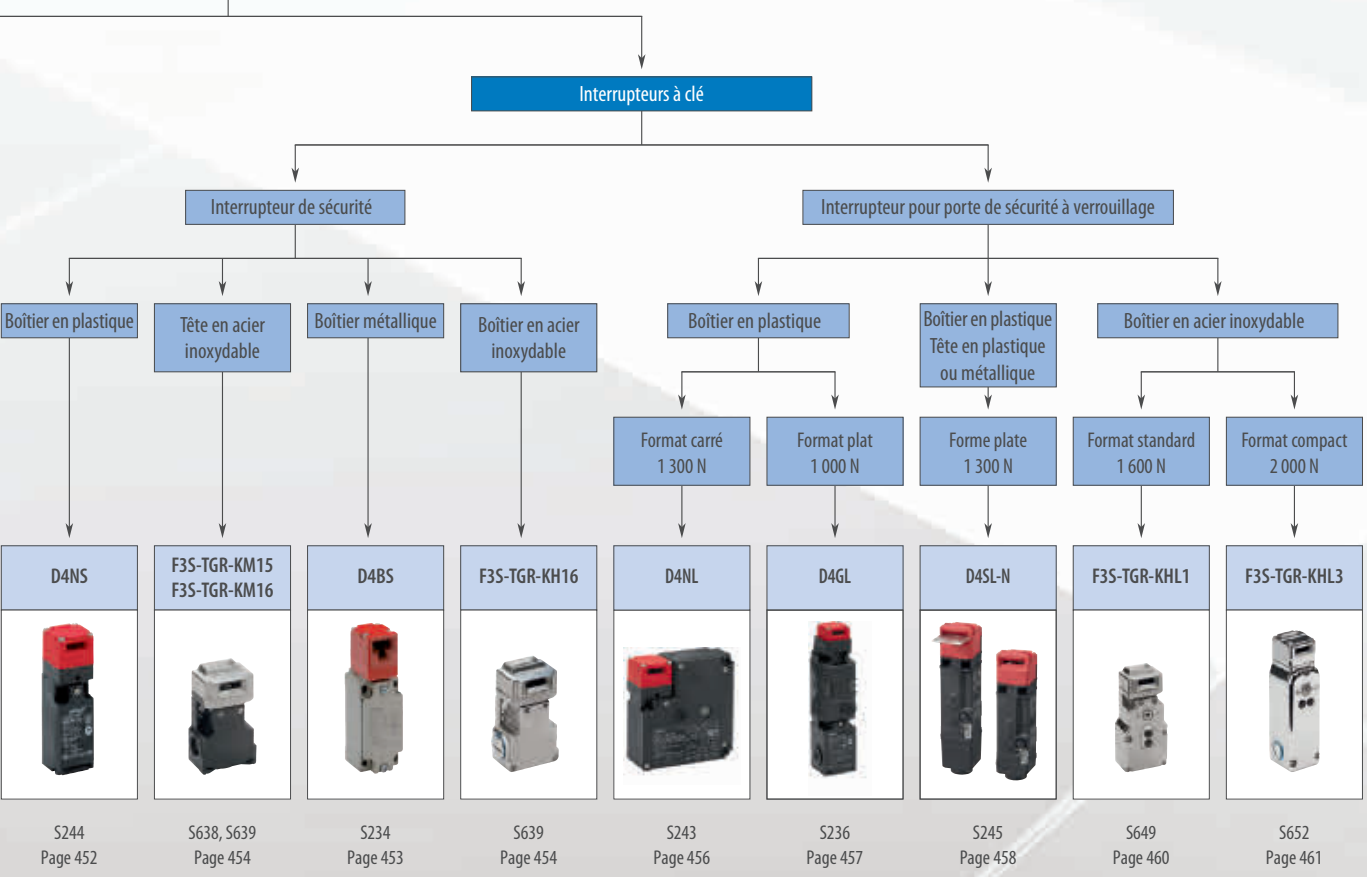 Interrupteurs à clé
Interrupteur de sécurité
Interrupteur pour porte de sécurité à verrouillage
Boîtier en plastique
Tête en acier
inoxydable
Boîtier métallique
Boîtier en acier
inoxydable
Boîtier en plastique
Boîtier en plastique
Tête en plastique
ou métallique
Boîtier en acier inoxydable
Format carré
1 300 N
Format plat
1 000 N
Forme plate
1 300 N
Format standard
1 600 N
Format compact
2 000 N
D4NS
F3S-TGR-KM15
F3S-TGR-KM16
D4BS
F3S-TGR-KH16
D4NL
D4GL
D4SL-N
F3S-TGR-KHL1
F3S-TGR-KHL3
S244
Page 452
S638, S639
Page 454
S234
Page 453
S639
Page 454
S243
Page 456
S236
Page 457
S245
Page 458
S649
Page 460
S652
Page 461